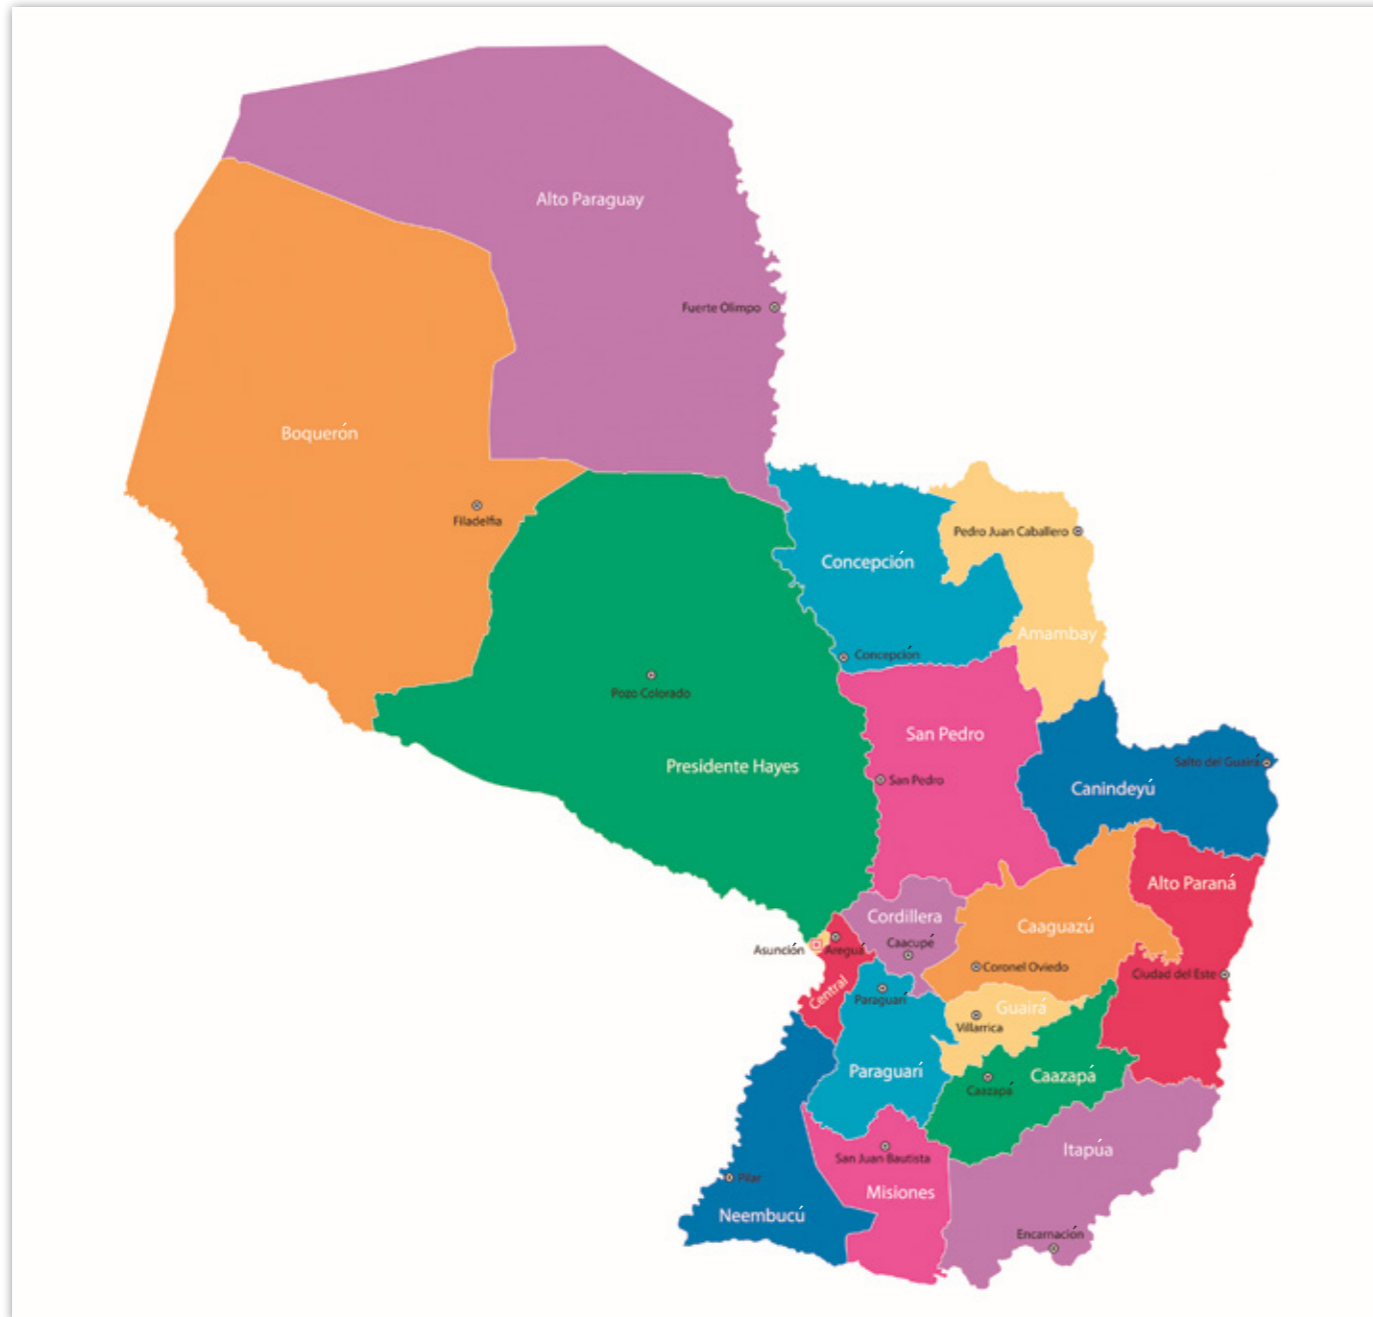 Alto Paraguay
Fuerte Olimpo
Boquerón
Filadelfia
Pedro Juan Caballero
Concepción
Amambay
Concepción
Pozo Colorado
San Pedro
Presidente Hayes
Salto del Guairá
San Pedro
Canindeyú
Alto Paraná
Cordillera
Caaguazú
Asunción
Areguá
Caacupé
Coronel Oviedo
Ciudad del Este
Central
Paraguarí
Guairá
Villarrica
Paraguarí
Caazapá
Caazapá
Itapúa
San Juan Bautista
Pilar
Misiones
Neembucú
Encarnación